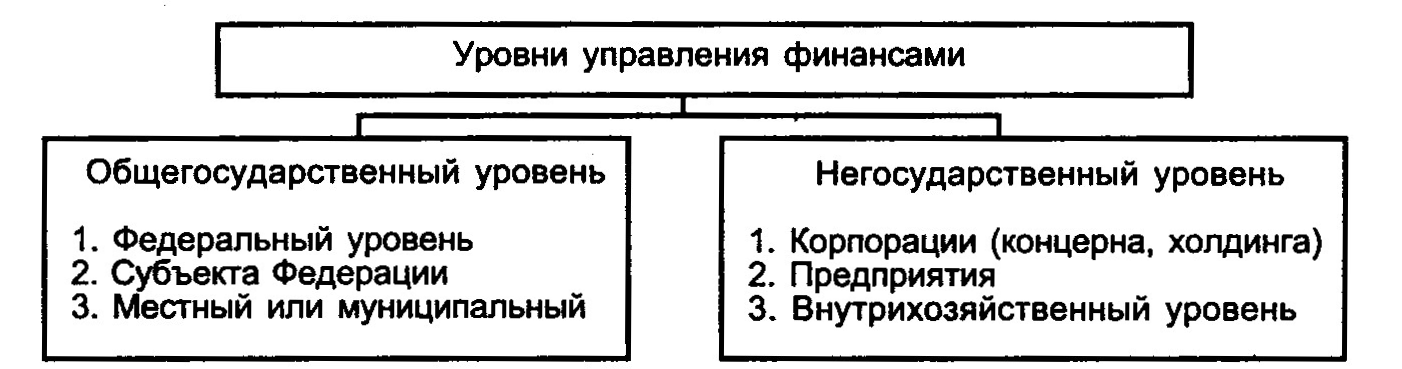 Уровни управления финансами
Общегосударственный уровень
1. Федеральный уровень
2. Субъекта Федерации
3. Местный или муниципальный
Негосударственный уровень
1. Корпорации (концерна, холдинга)
2. Предприятия
3. Внутрихозяйственный уровень